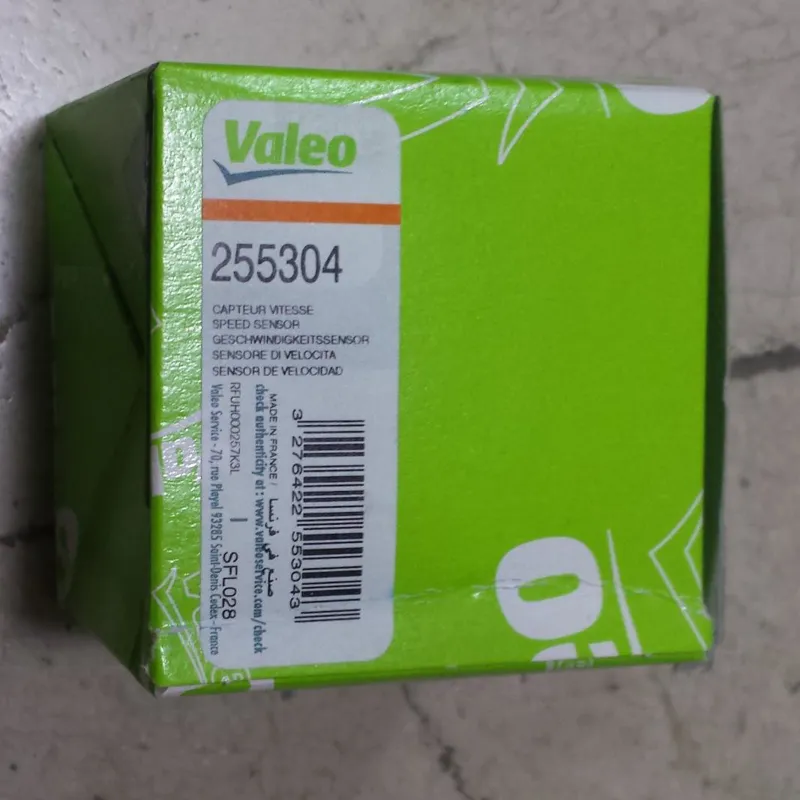 Valeo
255304
CAPTEUR VITESSE
SPEED SENSOR
GESCHWINDIGKEITSSENSOR
SENSORE DI VELOCITA
SENSOR DE VELOCIDAD
3 276422 553043
MADE IN FRANCE / صنع في فرنسا
check authenticity at : www.valeoservice.com/check
RFUH000257K3L | SFL028
Valeo Service - 70, rue Pleyel 93285 Saint-Denis Cedex - France